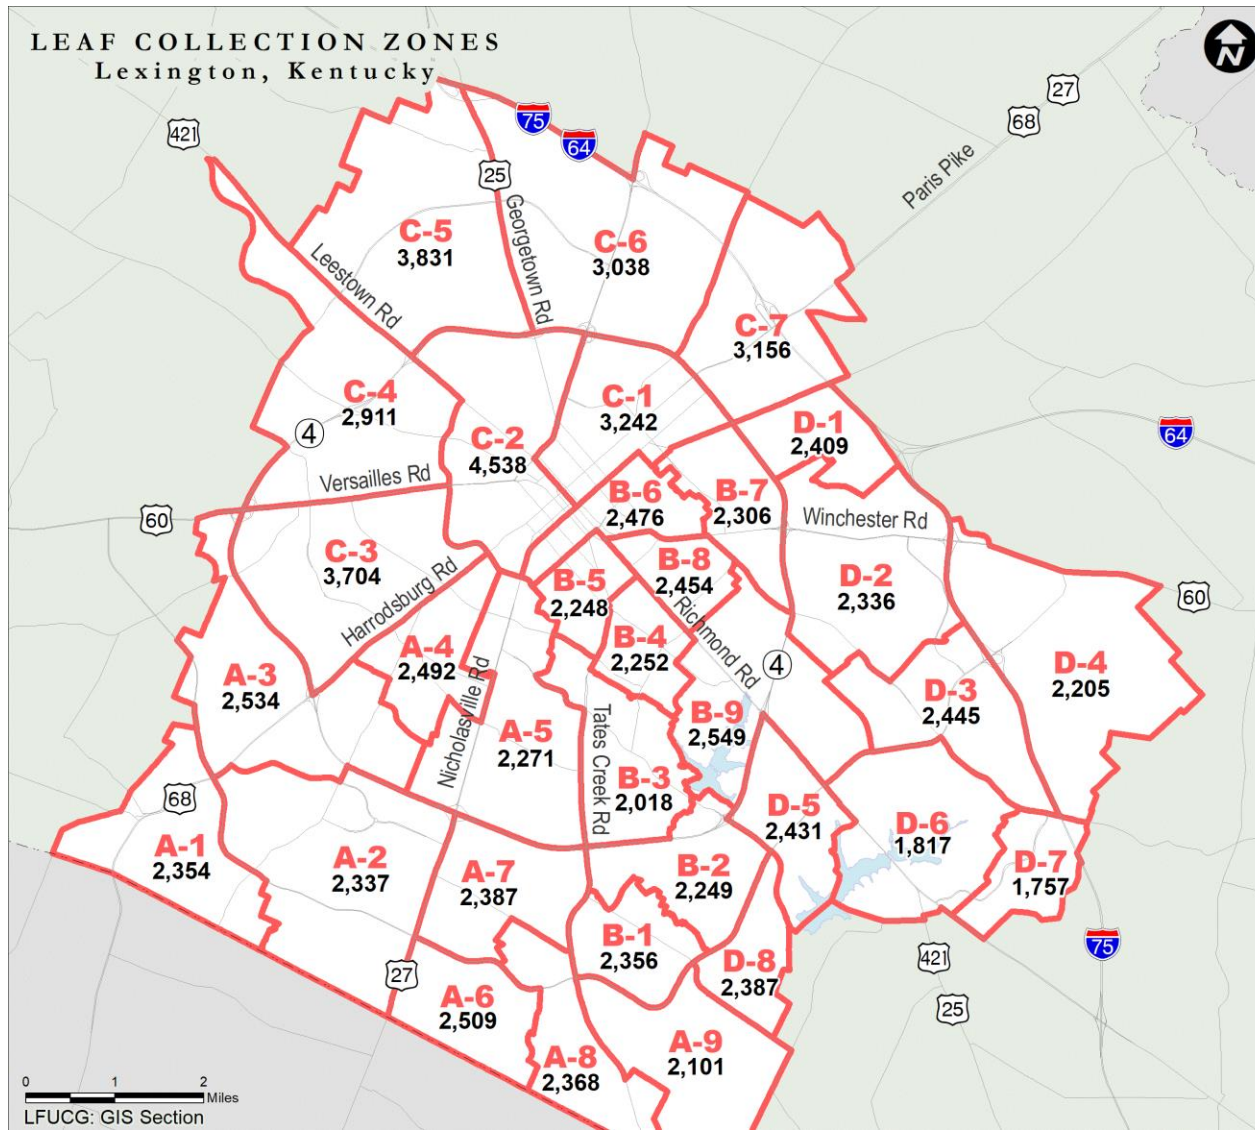 LEAF COLLECTION ZONES
Lexington, Kentucky
N
27
68
75
64
421
25
Paris Pike
C-5
3,831
Georgetown Rd
C-6
3,038
Leestown Rd
C-7
3,156
C-4
2,911
C-1
3,242
4
C-2
4,538
D-1
2,409
64
Versailles Rd
B-6
2,476
B-7
2,306
Winchester Rd
60
C-3
3,704
Harrodsburg Rd
B-5
2,248
B-8
2,454
D-2
2,336
60
Richmond Rd
B-4
2,252
A-4
2,492
4
A-3
2,534
D-4
2,205
D-3
2,445
Nicholasville Rd
A-5
2,271
Tates Creek Rd
B-9
2,549
B-3
2,018
68
D-5
2,431
D-6
1,817
A-1
2,354
A-2
2,337
A-7
2,387
B-2
2,249
D-7
1,757
B-1
2,356
D-8
2,387
75
421
27
25
A-6
2,509
A-8
2,368
A-9
2,101
0 1 2
Miles
LFUCG: GIS Section